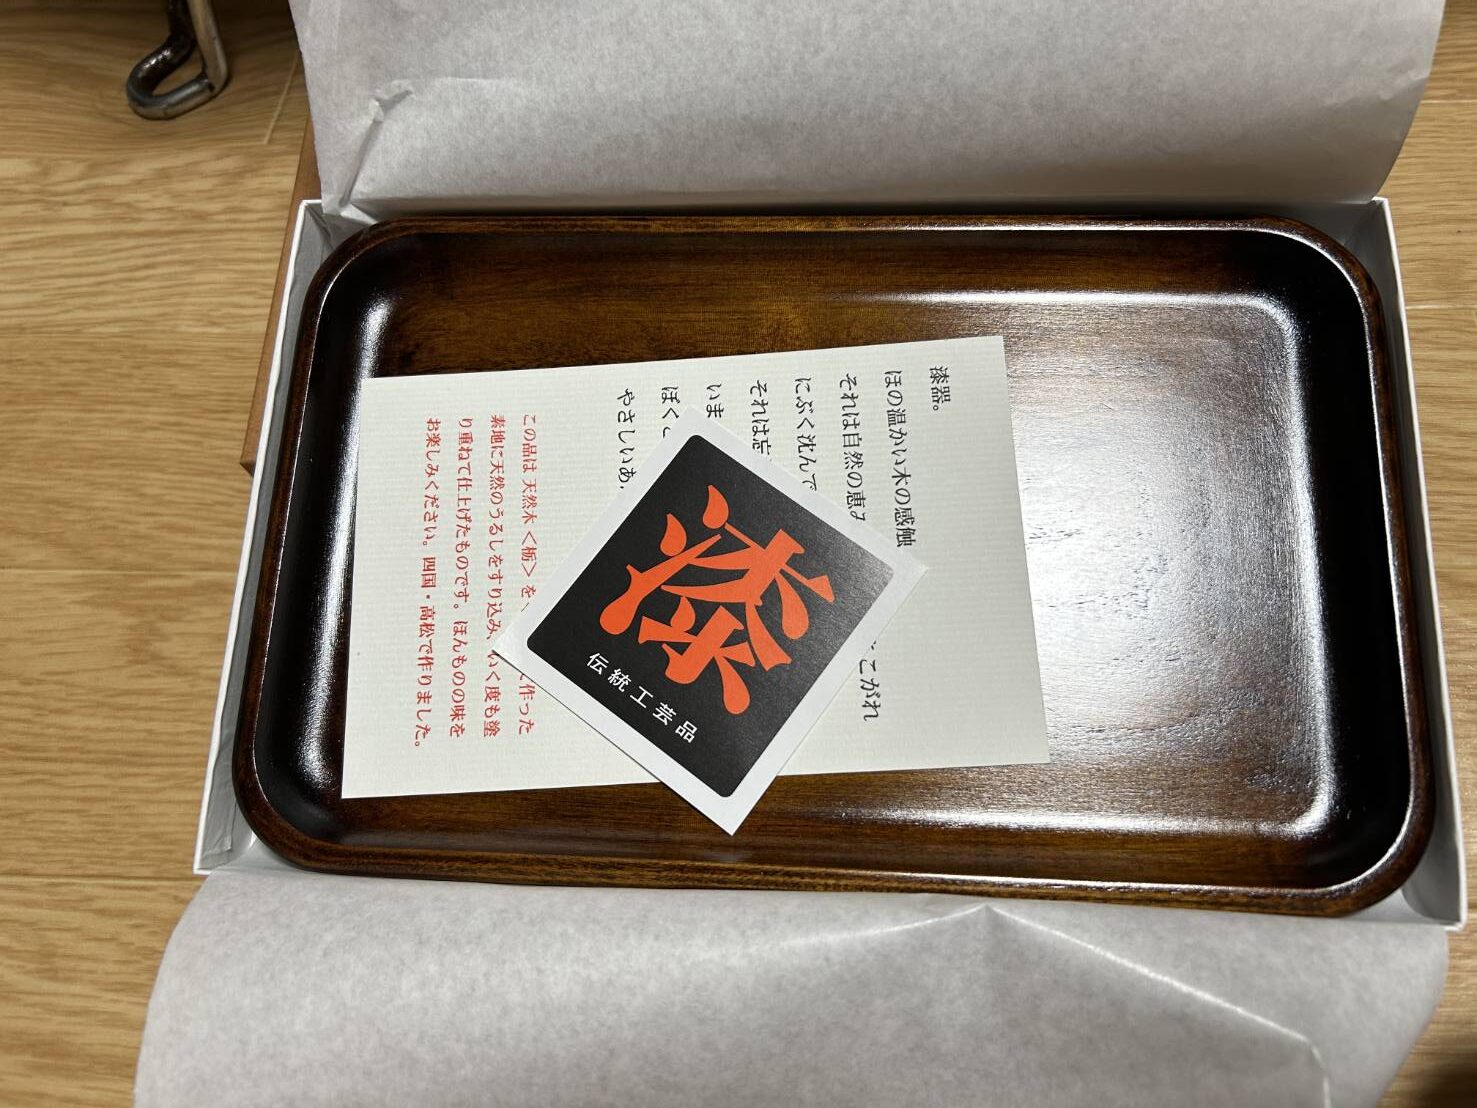 漆器。
ほの温かい木の感触
それは自然の恵み
こがれ
にぶく沈んで
それは忘
いま
ぼくと
やさしいあ
この品は 天然木〈栃〉を
作った
素地に天然のうるしをすり込み、いく度も塗
り重ねて仕上げたものです。ほんものの味を
お楽しみください。四国・高松で作りました。
漆
伝統工芸品